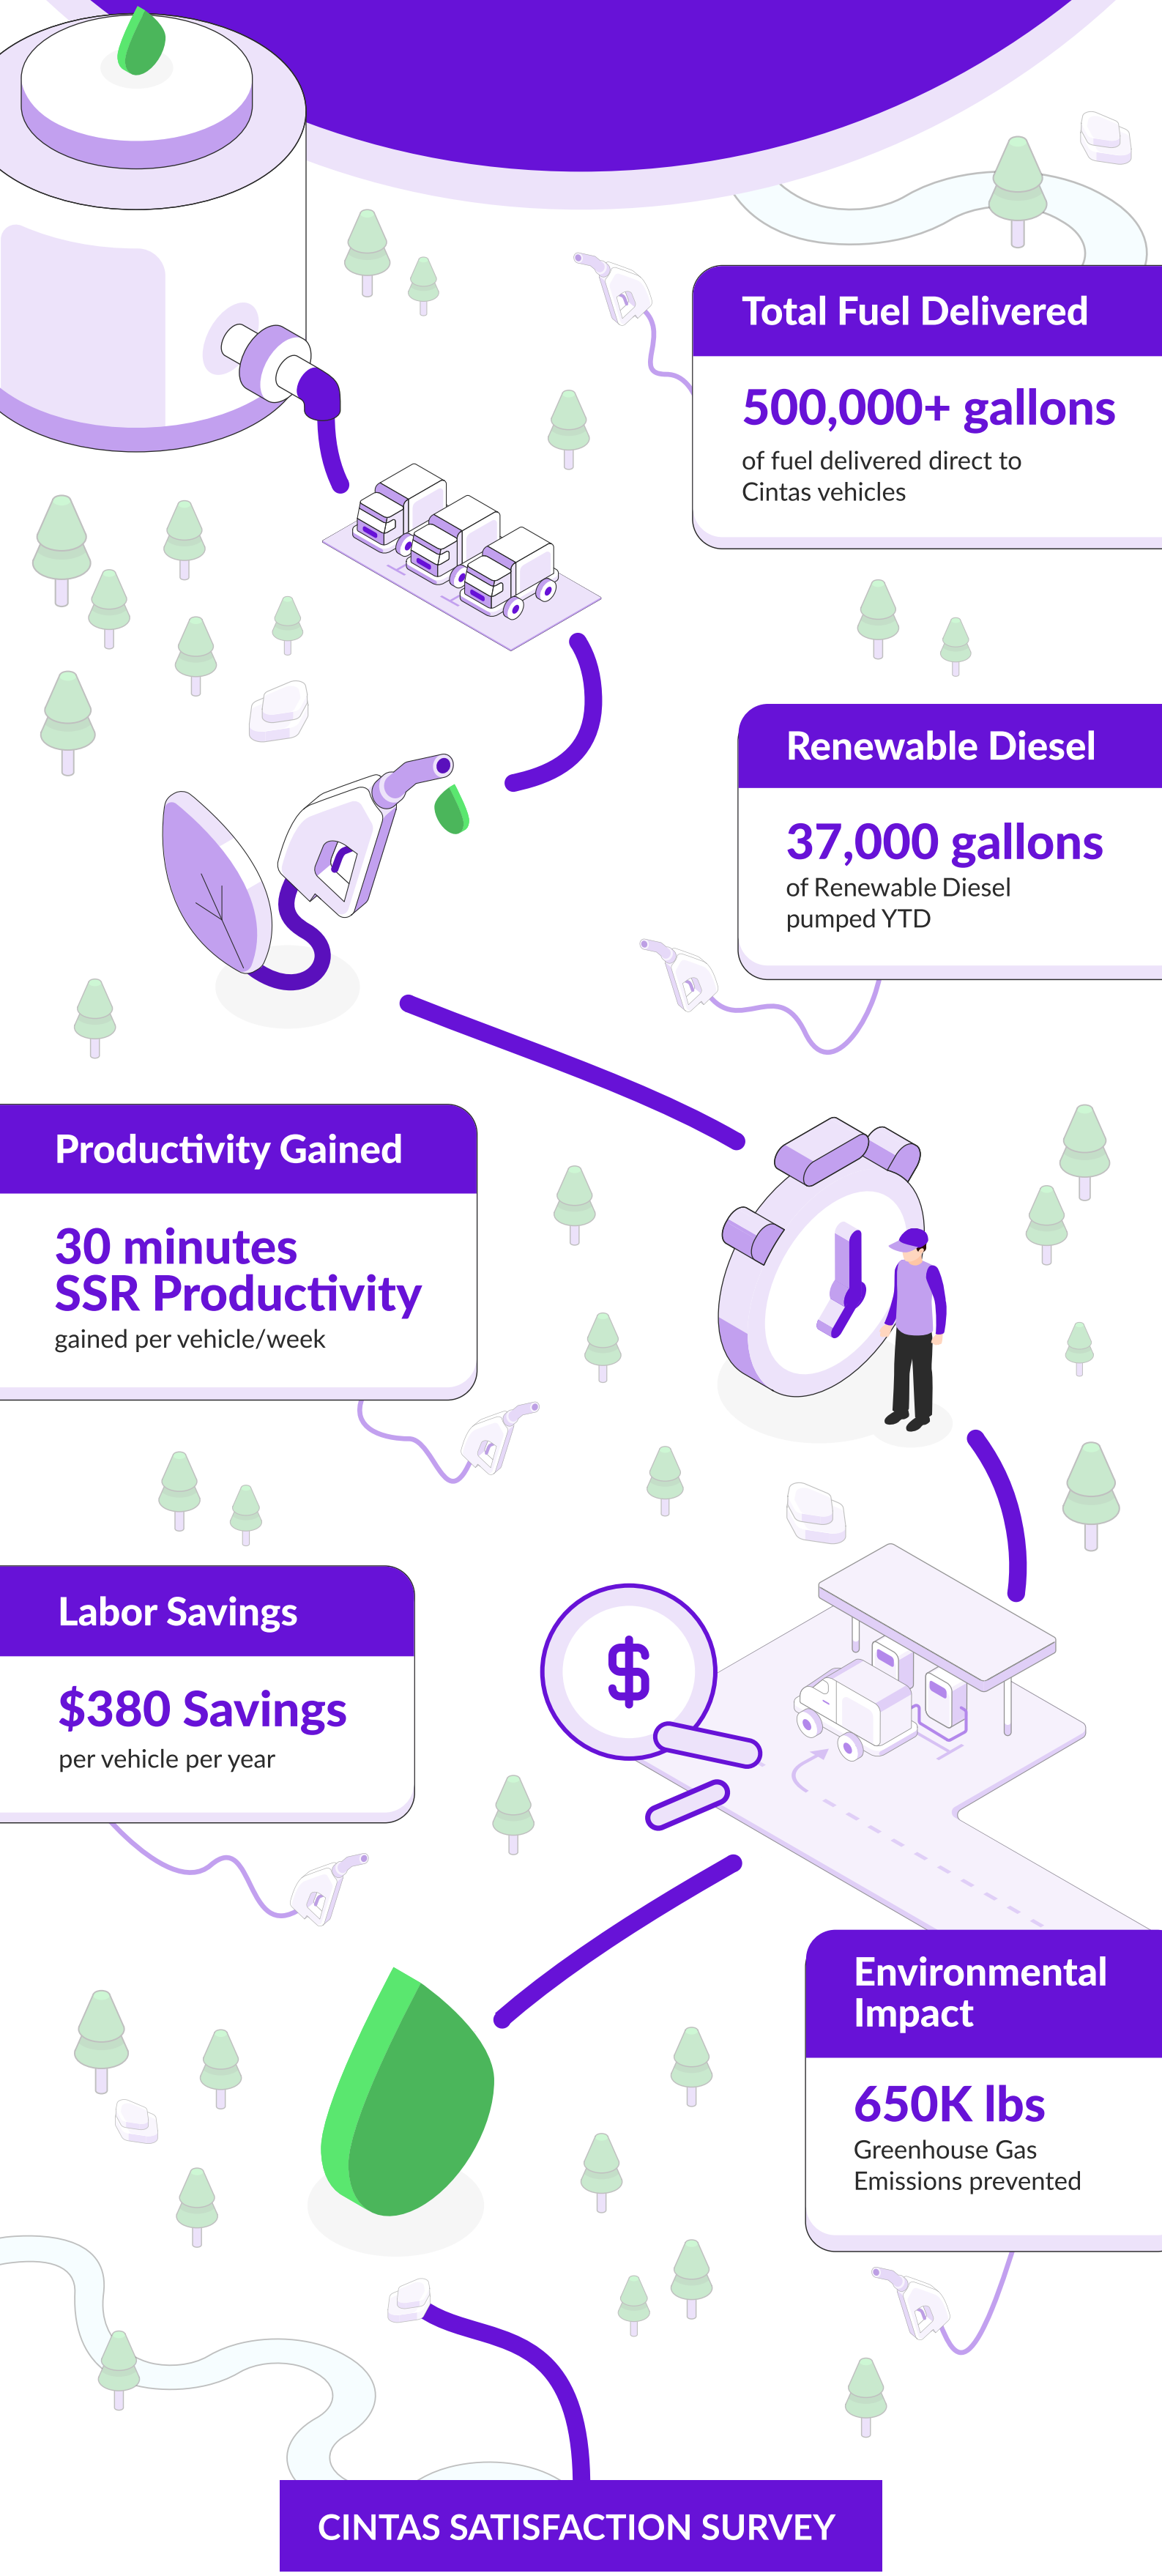 Total Fuel Delivered
500,000+ gallons
of fuel delivered direct to
Cintas vehicles
Renewable Diesel
37,000 gallons
of Renewable Diesel
pumped YTD
Productivity Gained
30 minutes
SSR Productivity
gained per vehicle/week
Labor Savings
$380 Savings
per vehicle per year
$
Environmental
Impact
650K lbs
Greenhouse Gas
Emissions prevented
CINTAS SATISFACTION SURVEY